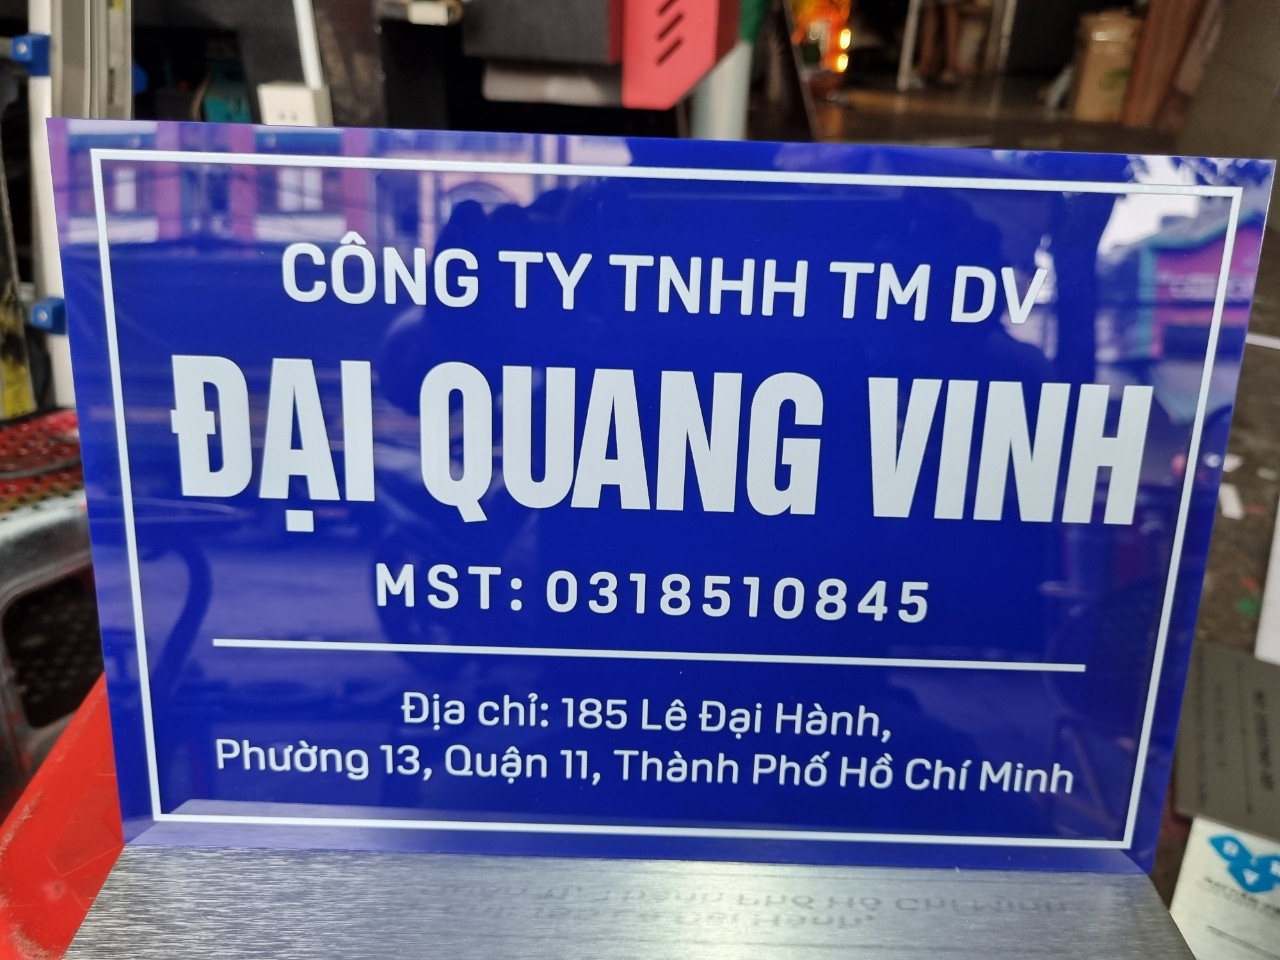 CÔNG TY TNHH TM DV
ĐẠI QUANG VINH
MST: 0318510845
Địa chỉ: 185 Lê Đại Hành,
Phường 13, Quận 11, Thành Phố Hồ Chí Minh